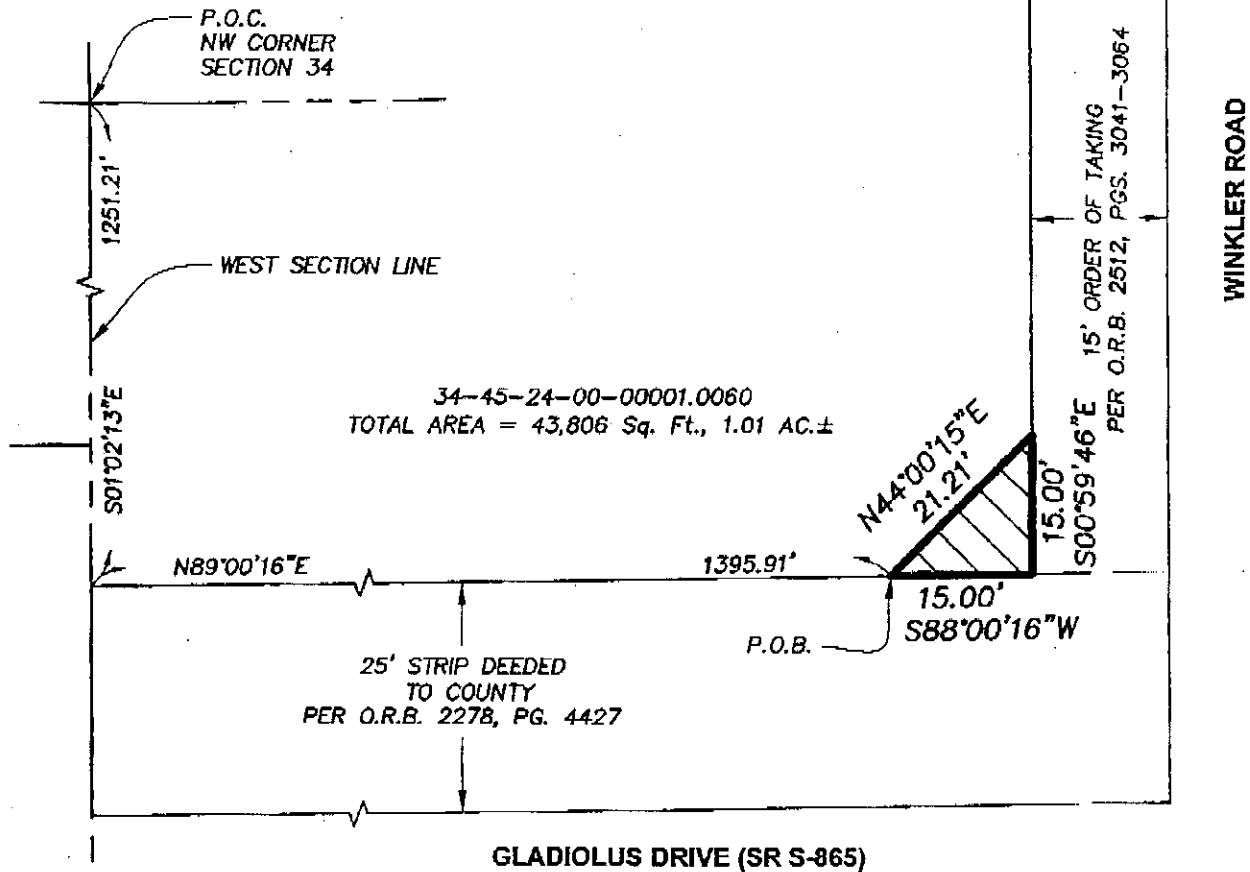 P.O.C.
NW CORNER
SECTION 34
1251.21'
WEST SECTION LINE
S01°02'13"E
34-45-24-00-00001.0060
TOTAL AREA = 43,806 Sq. Ft., 1.01 AC.±
15' ORDER OF TAKING
PER O.R.B. 2512, PGS. 3041-3064
WINKLER ROAD
N44°00'15"E
21.21'
15.00'
S00°59'46"E
N89°00'16"E
1395.91'
15.00'
S88°00'16"W
P.O.B.
25' STRIP DEEDED
TO COUNTY
PER O.R.B. 2278, PG. 4427
GLADIOLUS DRIVE (SR S-865)